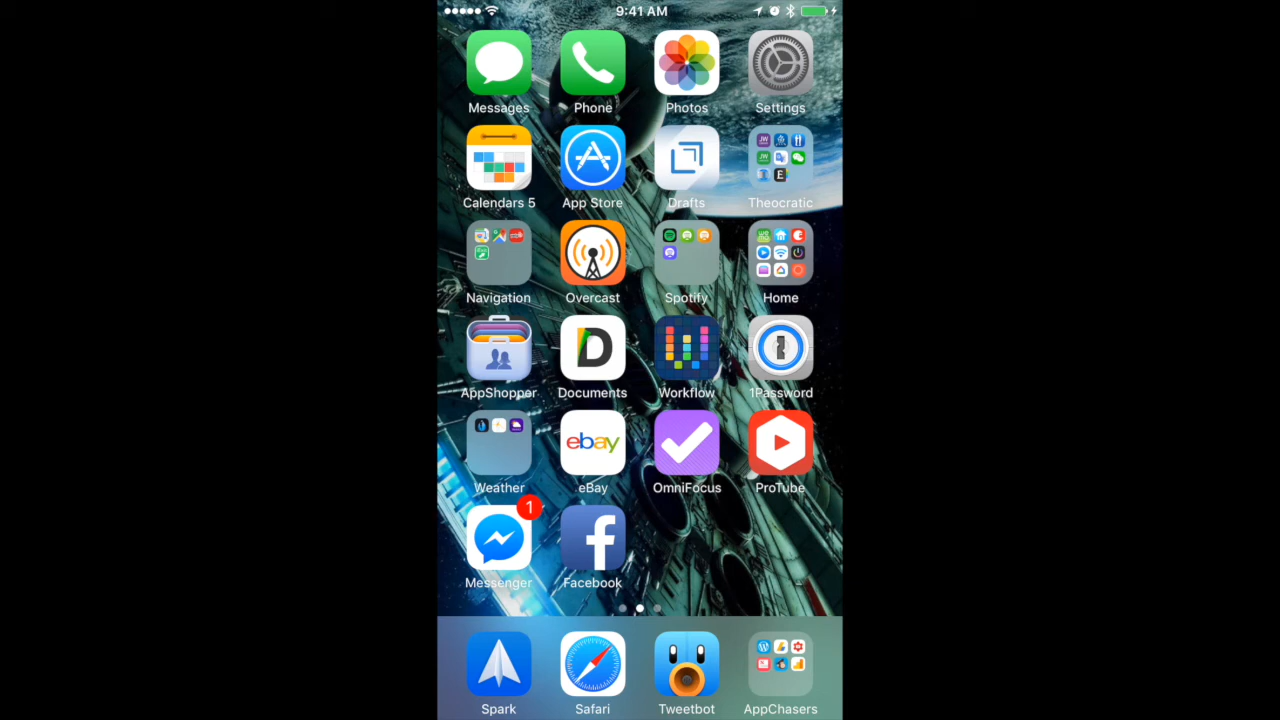 9:41 AM
Messages Phone Photos Settings
Calendars 5 App Store Drafts Theocratic
Navigation Overcast Spotify Home
AppShopper Documents Workflow 1Password
ebay
Weather eBay OmniFocus ProTube
1
Messenger Facebook
Spark Safari Tweetbot AppChasers